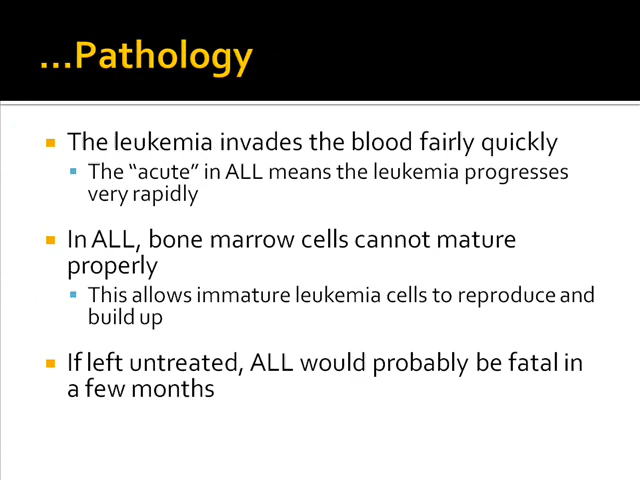 ...Pathology
The leukemia invades the blood fairly quickly
The “acute” in ALL means the leukemia progresses
very rapidly
In ALL, bone marrow cells cannot mature
properly
This allows immature leukemia cells to reproduce and
build up
If left untreated, ALL would probably be fatal in
a few months